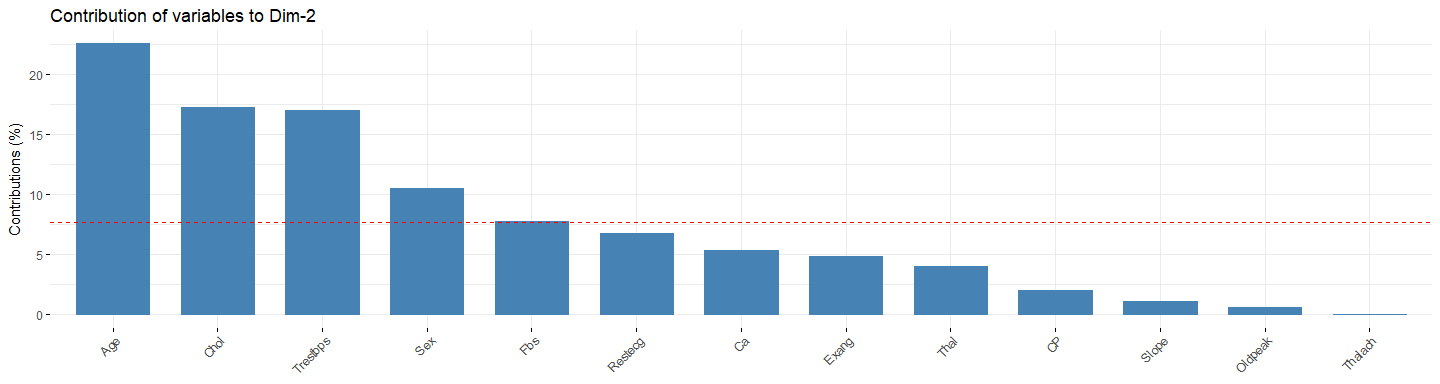 Contribution of variables to Dim-2
Contributions (%)
20
15
10
5
0
Age
Chol
Trestbps
Sex
Fbs
Restecg
Ca
Exang
Thal
CP
Slope
Oldpeak
Thalach